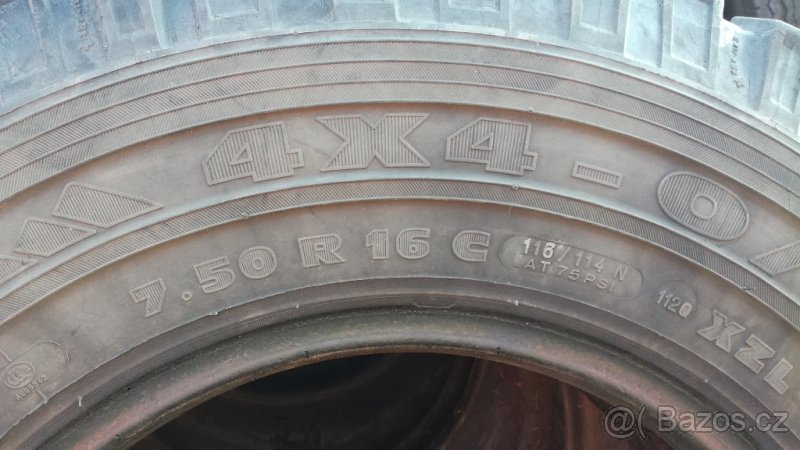 4X4-O/
7.50 R 16 C
116/114 N
AT 75 PSI
1120
XZL
@ Bazos.cz